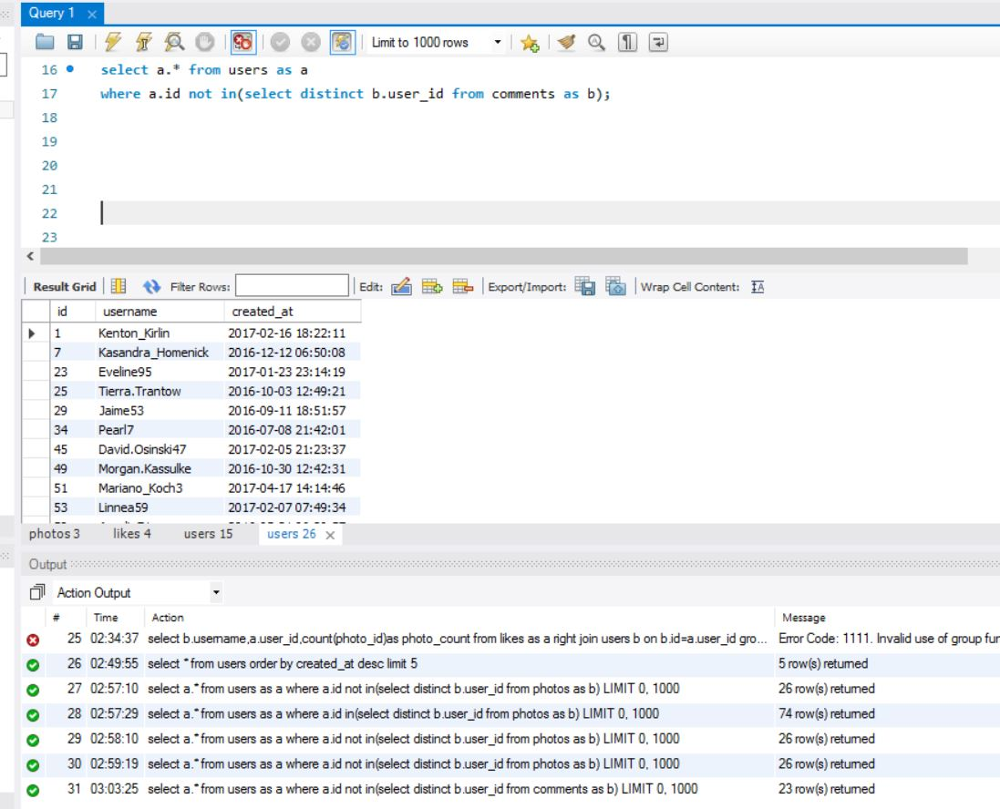 Query 1
Limit to 1000 rows
16 select a.* from users as a
17 where a.id not in(select distinct b.user_id from comments as b);
18
19
20
21
22
23
Result Grid Filter Rows: Edit: Export/Import: Wrap Cell Content:
id username created_at
1 Kenton_Kirlin 2017-02-16 18:22:11
7 Kasandra_Homenick 2016-12-12 06:50:08
23 Eveline95 2017-01-23 23:14:19
25 Tierra.Trantow 2016-10-03 12:49:21
29 Jaime53 2016-09-11 18:51:57
34 Pearl7 2016-07-08 21:42:01
45 David.Osinski47 2017-02-05 21:23:37
49 Morgan.Kassulke 2016-10-30 12:42:31
51 Mariano_Koch3 2017-04-17 14:14:46
53 Linnea59 2017-02-07 07:49:34
photos 3 likes 4 users 15 users 26
Output
Action Output
# Time Action Message
25 02:34:37 select b.username,a.user_id,count(photo_id)as photo_count from likes as a right join users b on b.id=a.user_id gro... Error Code: 1111. Invalid use of group fun
26 02:49:55 select * from users order by created_at desc limit 5 5 row(s) returned
27 02:57:10 select a.* from users as a where a.id not in(select distinct b.user_id from photos as b) LIMIT 0, 1000 26 row(s) returned
28 02:57:29 select a.* from users as a where a.id in(select distinct b.user_id from photos as b) LIMIT 0, 1000 74 row(s) returned
29 02:58:10 select a.* from users as a where a.id not in(select distinct b.user_id from photos as b) LIMIT 0, 1000 26 row(s) returned
30 02:59:19 select a.* from users as a where a.id not in(select distinct b.user_id from photos as b) LIMIT 0, 1000 26 row(s) returned
31 03:03:25 select a.* from users as a where a.id not in(select distinct b.user_id from comments as b) LIMIT 0, 1000 23 row(s) returned